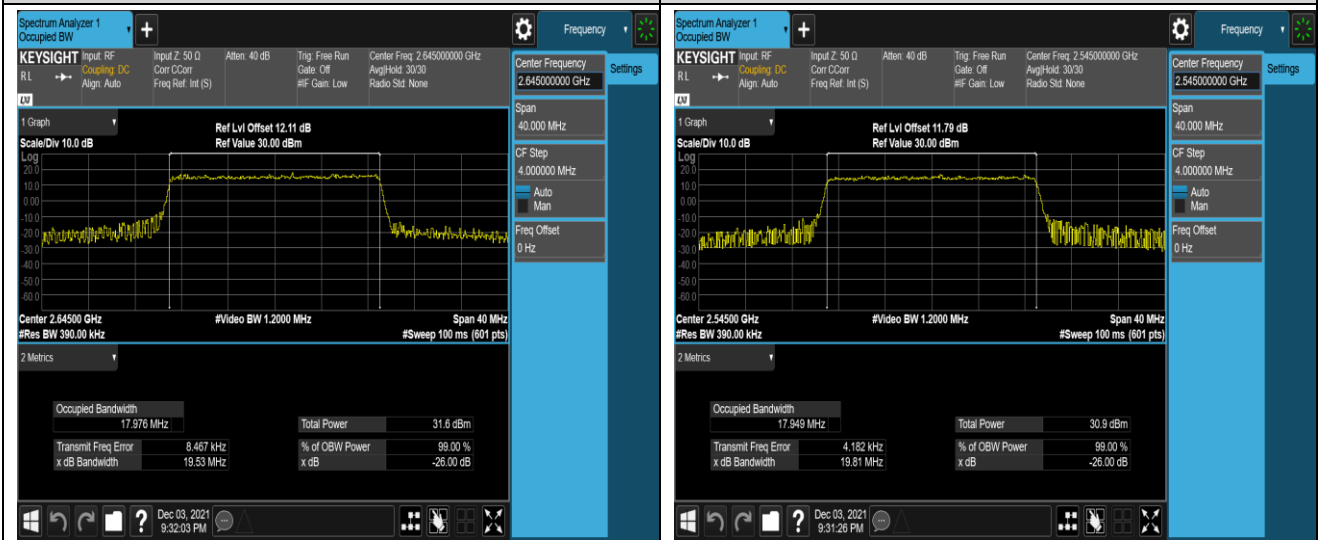 Spectrum Analyzer 1
Occupied BW
+
Frequency
KEYSIGHT Input: RF Input Z: 50 Ω Atten: 40 dB Trig: Free Run Center Freq: 2.645000000 GHz
Coupling: DC Corr CCorr Gate: Off Avg|Hold: 30/30
RL Align: Auto Freq Ref: Int (S) #IF Gain: Low Radio Std: None
LXI
Center Frequency
2.645000000 GHz
Settings
Span
40.000 MHz
CF Step
4.000000 MHz
Auto
Man
Freq Offset
0 Hz
1 Graph
Ref Lvl Offset 12.11 dB
Scale/Div 10.0 dB Ref Value 30.00 dBm
Log
20.0
10.0
0.00
-10.0
-20.0
-30.0
-40.0
-50.0
-60.0
Center 2.64500 GHz #Video BW 1.2000 MHz Span 40 MHz
#Res BW 390.00 kHz #Sweep 100 ms (601 pts)
2 Metrics
Occupied Bandwidth
17.976 MHz Total Power 31.6 dBm
Transmit Freq Error 8.467 kHz % of OBW Power 99.00 %
x dB Bandwidth 19.53 MHz x dB -26.00 dB
?
Dec 03, 2021
9:32:03 PM
Spectrum Analyzer 1
Occupied BW
+
Frequency
KEYSIGHT Input: RF Input Z: 50 Ω Atten: 40 dB Trig: Free Run Center Freq: 2.545000000 GHz
Coupling: DC Corr CCorr Gate: Off Avg|Hold: 30/30
RL Align: Auto Freq Ref: Int (S) #IF Gain: Low Radio Std: None
LXI
Center Frequency
2.545000000 GHz
Settings
Span
40.000 MHz
CF Step
4.000000 MHz
Auto
Man
Freq Offset
0 Hz
1 Graph
Ref Lvl Offset 11.79 dB
Scale/Div 10.0 dB Ref Value 30.00 dBm
Log
20.0
10.0
0.00
-10.0
-20.0
-30.0
-40.0
-50.0
-60.0
Center 2.54500 GHz #Video BW 1.2000 MHz Span 40 MHz
#Res BW 390.00 kHz #Sweep 100 ms (601 pts)
2 Metrics
Occupied Bandwidth
17.949 MHz Total Power 30.9 dBm
Transmit Freq Error 4.182 kHz % of OBW Power 99.00 %
x dB Bandwidth 19.81 MHz x dB -26.00 dB
?
Dec 03, 2021
9:31:26 PM